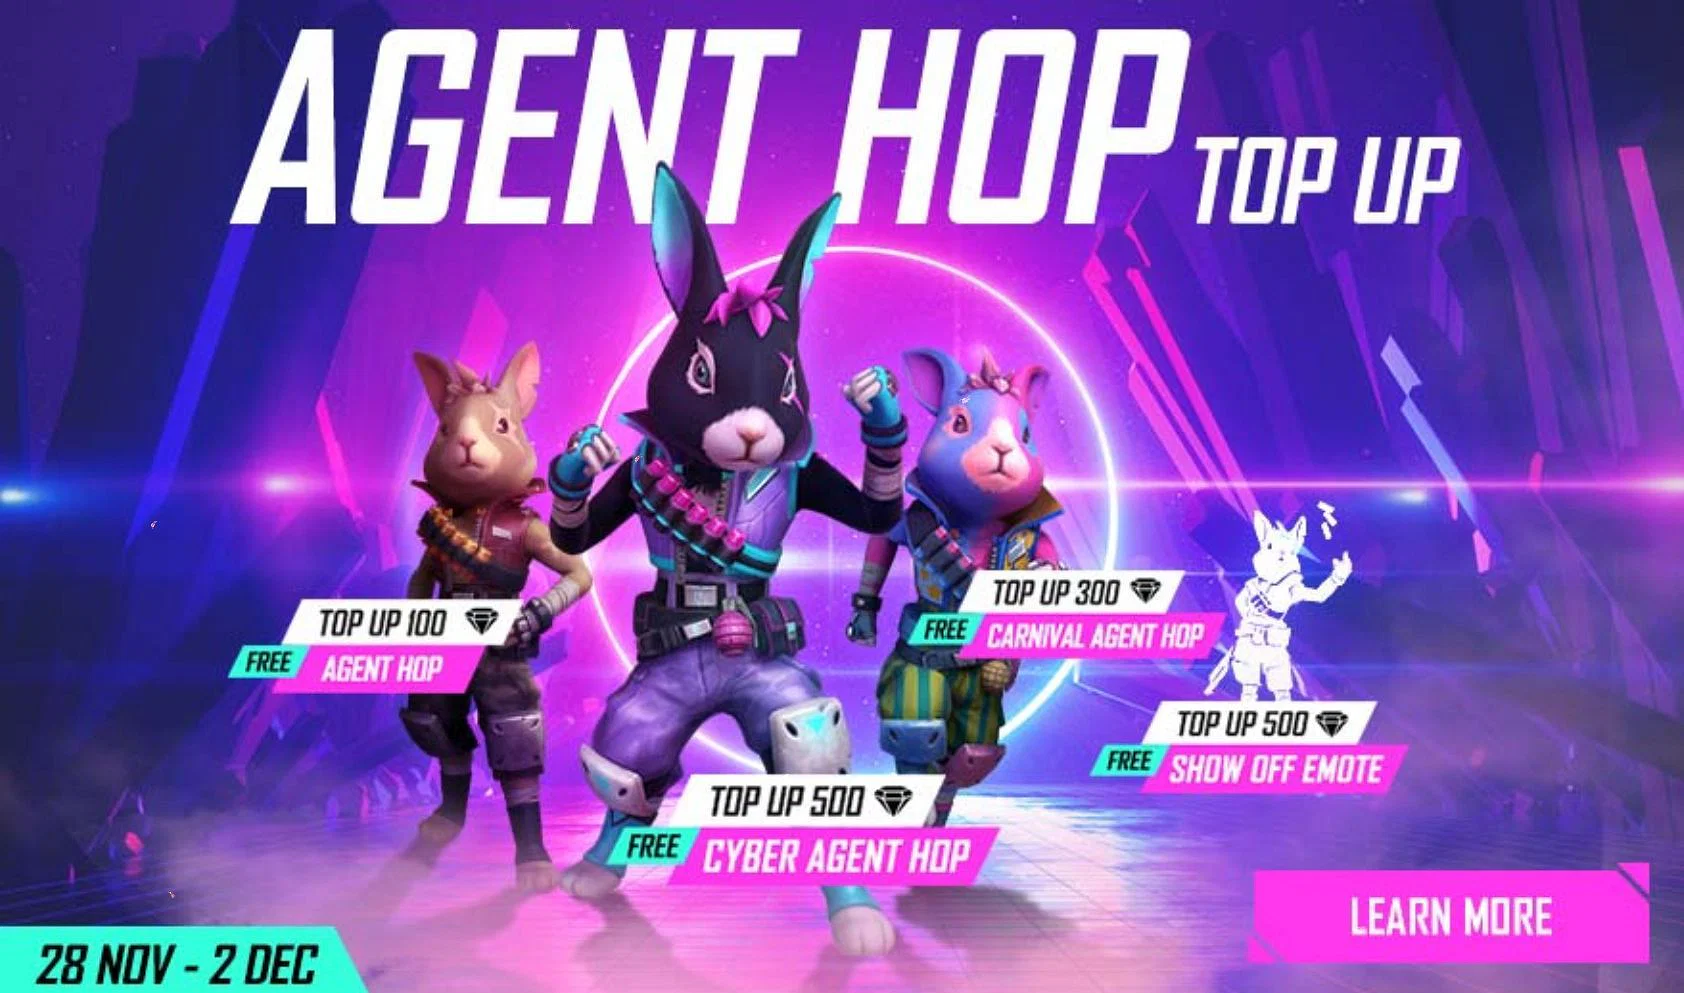 AGENT HOP TOP UP
TOP UP 100
FREE AGENT HOP
TOP UP 300
FREE CARNIVAL AGENT HOP
TOP UP 500
FREE SHOW OFF EMOTE
TOP UP 500
FREE CYBER AGENT HOP
LEARN MORE
28 NOV - 2 DEC